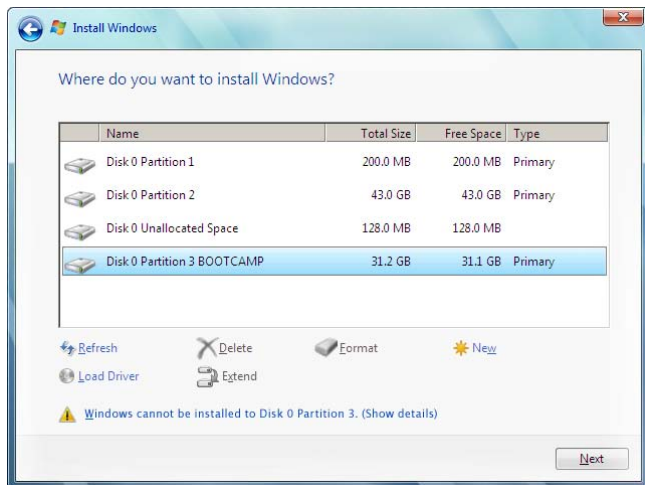 Install Windows
Where do you want to install Windows?
Name Total Size Free Space Type
Disk 0 Partition 1 200.0 MB 200.0 MB Primary
Disk 0 Partition 2 43.0 GB 43.0 GB Primary
Disk 0 Unallocated Space 128.0 MB 128.0 MB
Disk 0 Partition 3 BOOTCAMP 31.2 GB 31.1 GB Primary
Refresh Delete Format New
Load Driver Extend
Windows cannot be installed to Disk 0 Partition 3. (Show details)
Next